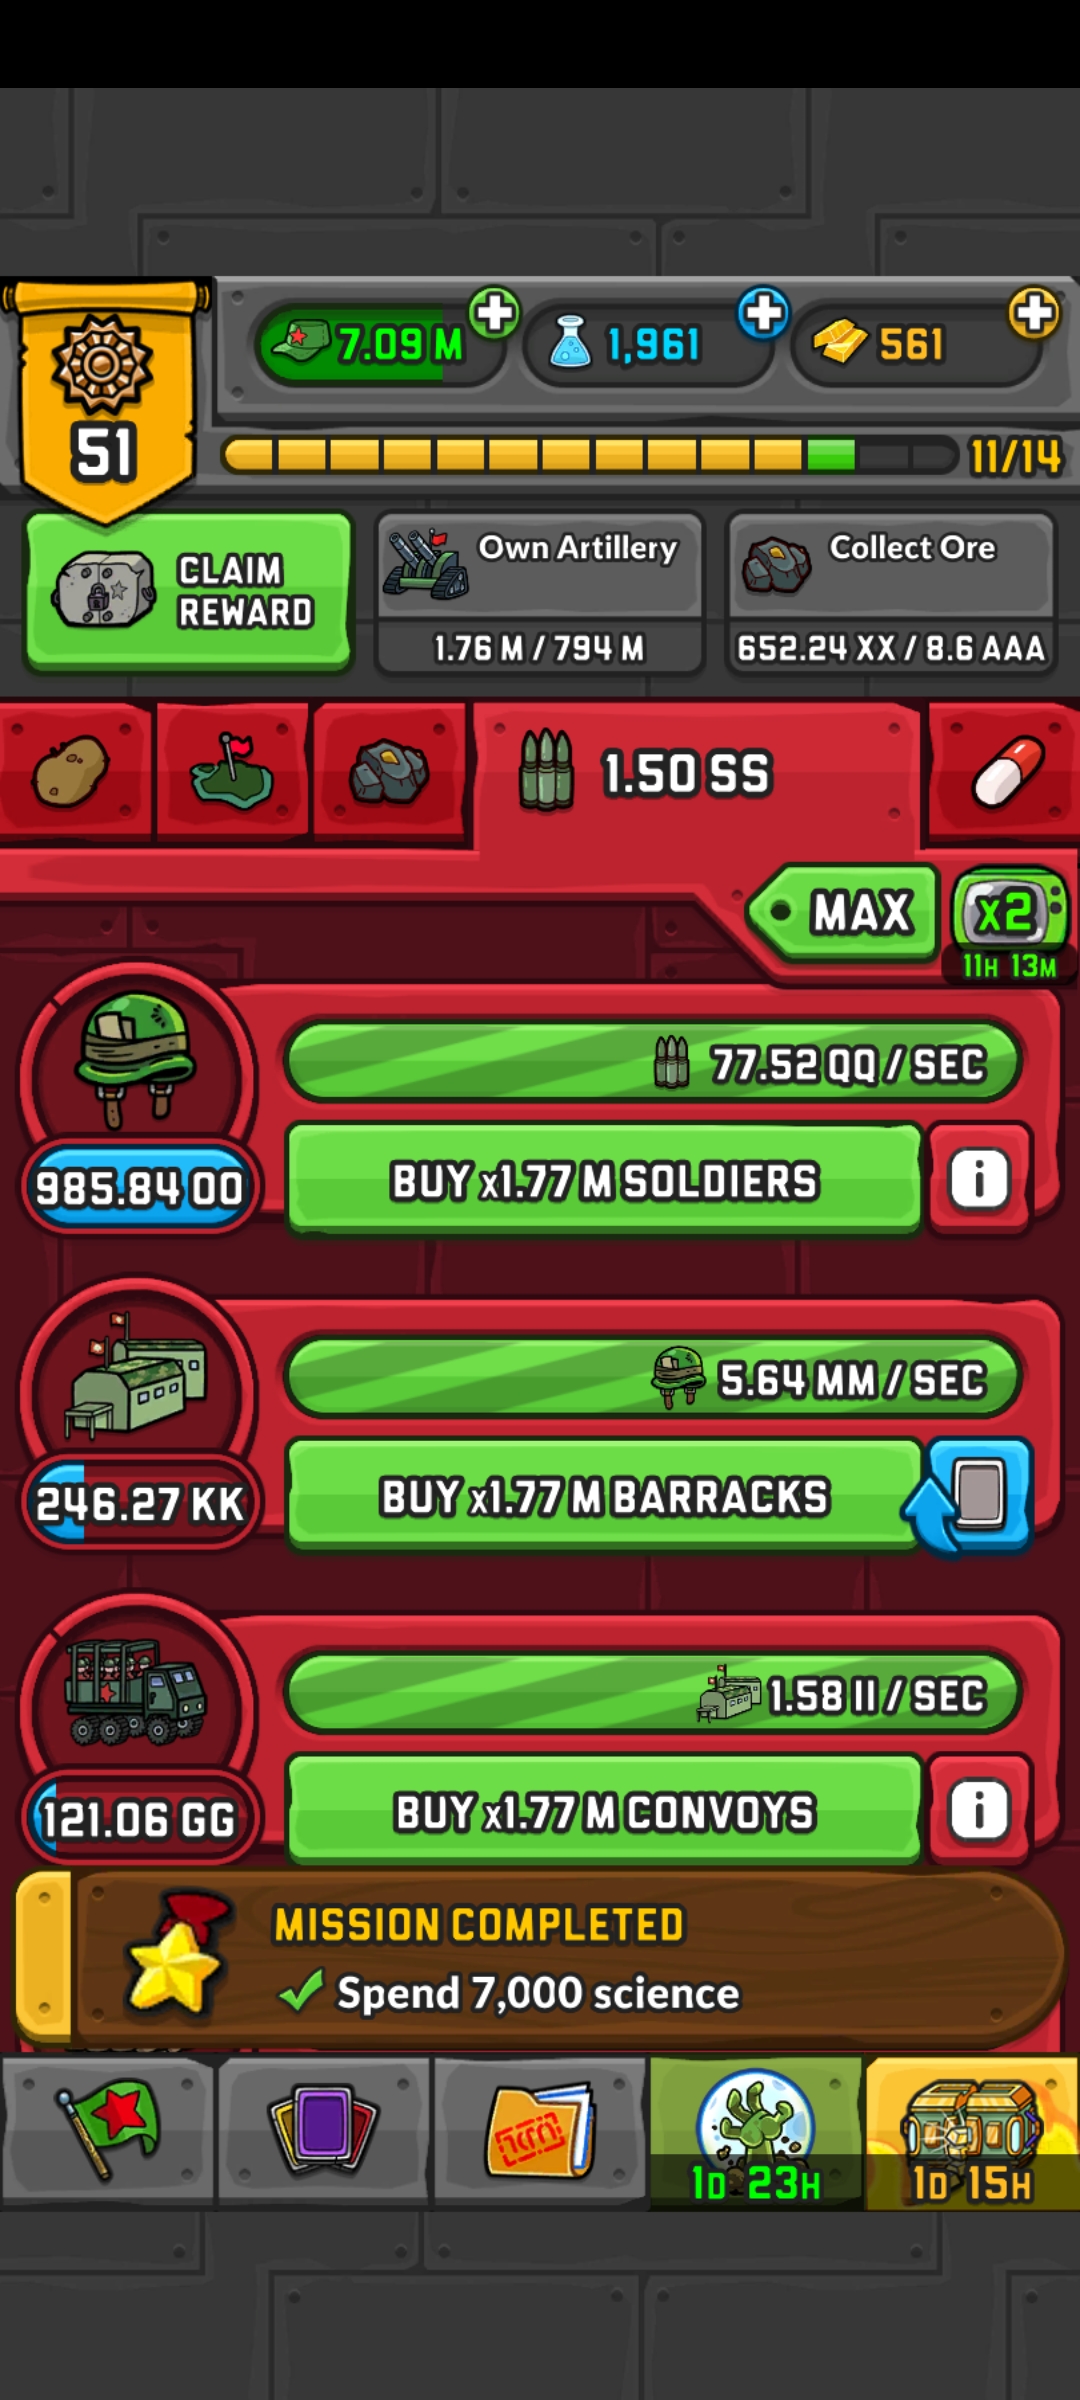 7.09 M
1,961
561
51
11/14
CLAIM
REWARD
Own Artillery
1.76 M / 794 M
Collect Ore
652.24 XX / 8.6 AAA
1.50 SS
MAX
x2
11H 13M
77.52 QQ / SEC
985.84 OO
BUY x1.77 M SOLDIERS
i
5.64 MM / SEC
246.27 KK
BUY x1.77 M BARRACKS
1.58 II / SEC
121.06 GG
BUY x1.77 M CONVOYS
i
MISSION COMPLETED
Spend 7,000 science
1D 23H
1D 15H